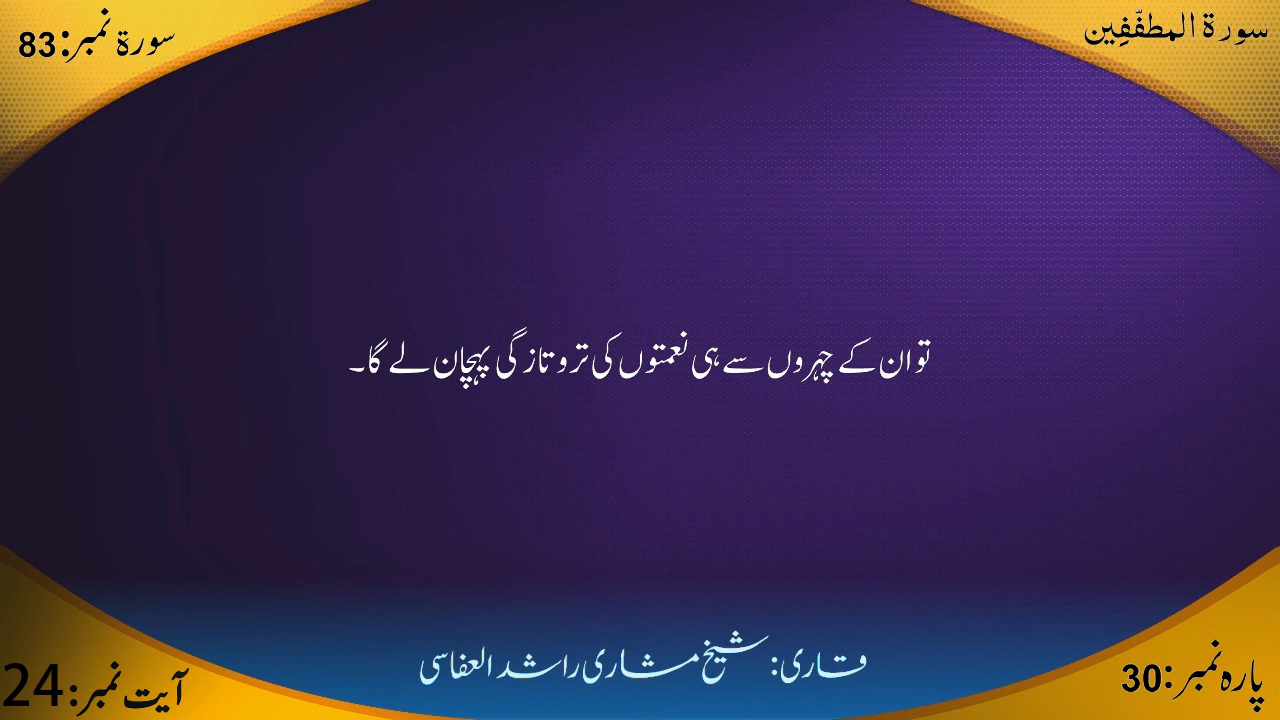 سورۃ المطفّفِین
سورۃ نمبر:83
تو ان کے چہروں سے ہی نعمتوں کی تروتازگی پہچان لے گا۔
قاری: شیخ مشاری راشد العفاسی
پارہ نمبر:30
آیت نمبر:24